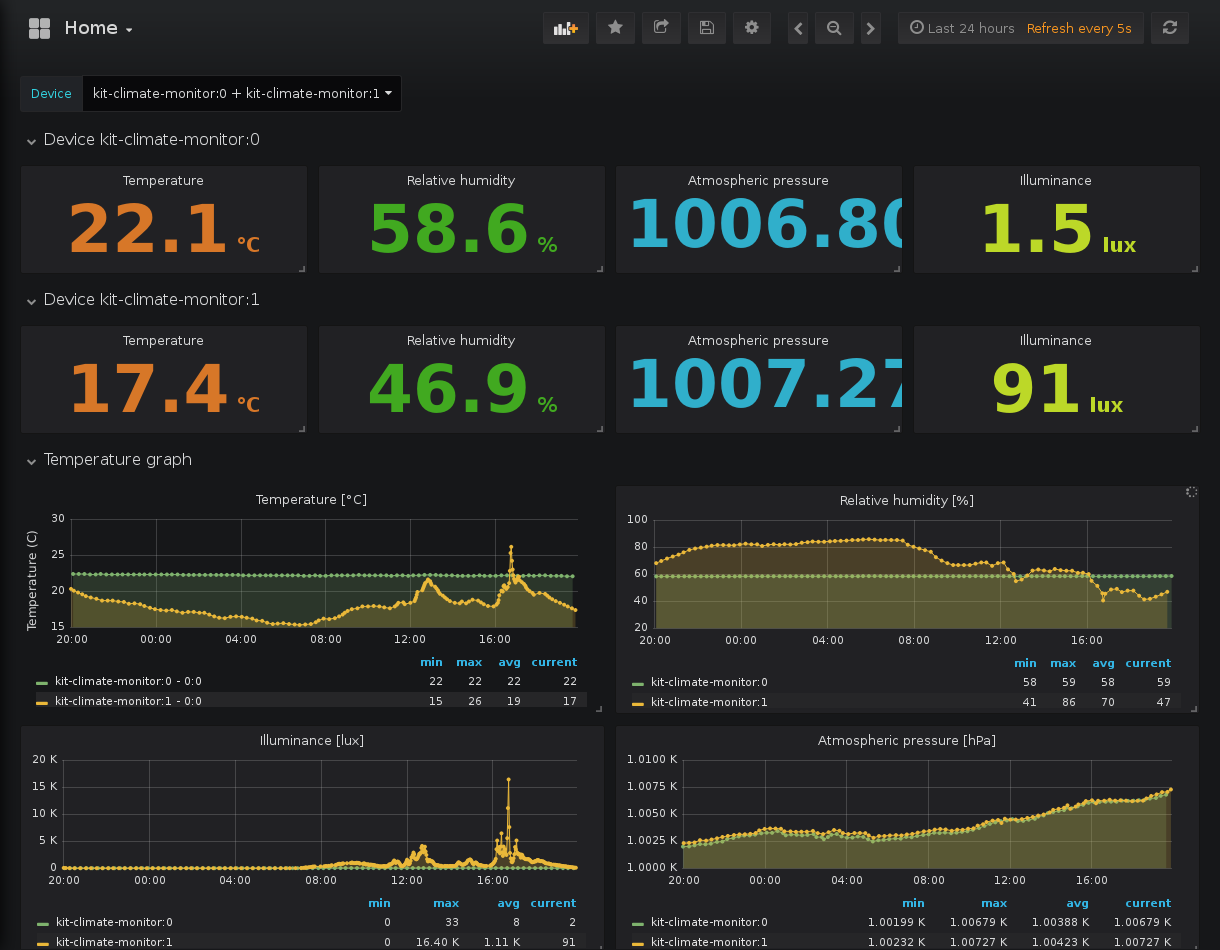 Home
Last 24 hours Refresh every 5s
Device kit-climate-monitor:0 + kit-climate-monitor:1
Device kit-climate-monitor:0
Temperature
22.1 °C
Relative humidity
58.6 %
Atmospheric pressure
1006.80
Illuminance
1.5 lux
Device kit-climate-monitor:1
Temperature
17.4 °C
Relative humidity
46.9 %
Atmospheric pressure
1007.27
Illuminance
91 lux
Temperature graph
Temperature [°C]
Temperature (C)
30
25
20
15
20:00 00:00 04:00 08:00 12:00 16:00
min max avg current
kit-climate-monitor:0 - 0:0 22 22 22 22
kit-climate-monitor:1 - 0:0 15 26 19 17
Relative humidity [%]
100
80
60
40
20
20:00 00:00 04:00 08:00 12:00 16:00
min max avg current
kit-climate-monitor:0 58 59 58 59
kit-climate-monitor:1 41 86 70 47
Illuminance [lux]
20 K
15 K
10 K
5 K
0
20:00 00:00 04:00 08:00 12:00 16:00
min max avg current
kit-climate-monitor:0 0 33 8 2
kit-climate-monitor:1 0 16.40 K 1.11 K 91
Atmospheric pressure [hPa]
1.0100 K
1.0075 K
1.0050 K
1.0025 K
1.0000 K
20:00 00:00 04:00 08:00 12:00 16:00
min max avg current
kit-climate-monitor:0 1.00199 K 1.00679 K 1.00388 K 1.00679 K
kit-climate-monitor:1 1.00232 K 1.00727 K 1.00423 K 1.00727 K